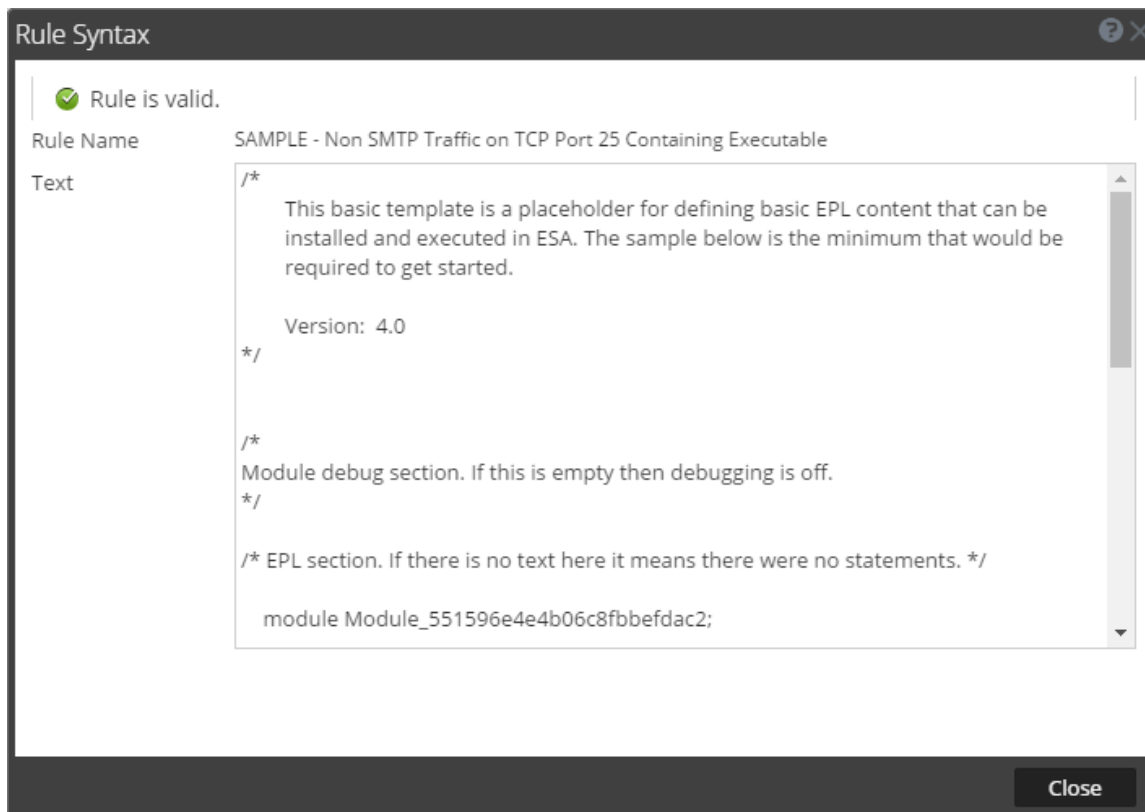 Rule Syntax
Rule is valid.
Rule Name SAMPLE - Non SMTP Traffic on TCP Port 25 Containing Executable
Text
/*
This basic template is a placeholder for defining basic EPL content that can be
installed and executed in ESA. The sample below is the minimum that would be
required to get started.
Version:  4.0
*/
/*
Module debug section. If this is empty then debugging is off.
*/
/* EPL section. If there is no text here it means there were no statements. */
module Module_551596e4e4b06c8fbbefdac2;
Close